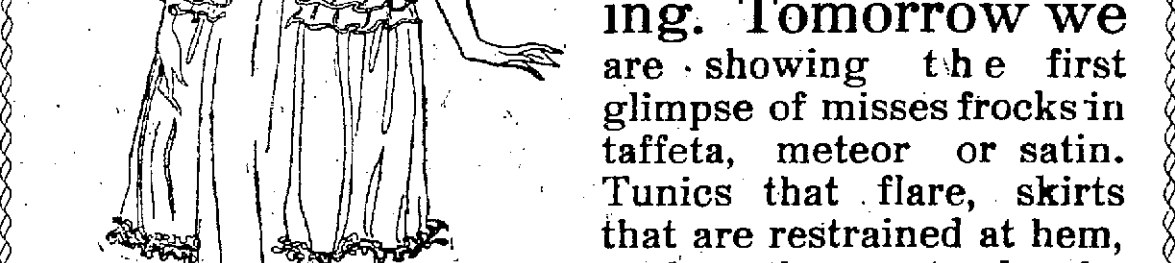 ing. Tomorrow we
are showing the first
glimpse of misses frocks in
taffeta, meteor or satin.
Tunics that flare, skirts
that are restrained at hem,